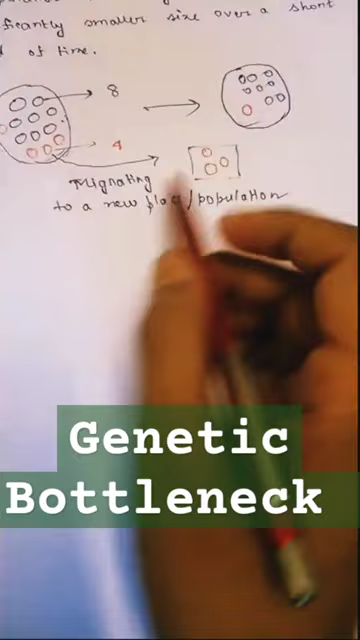 ficantly smaller size over a short
of time.
8
4
Migrating
to a new place/population
Genetic
Bottleneck